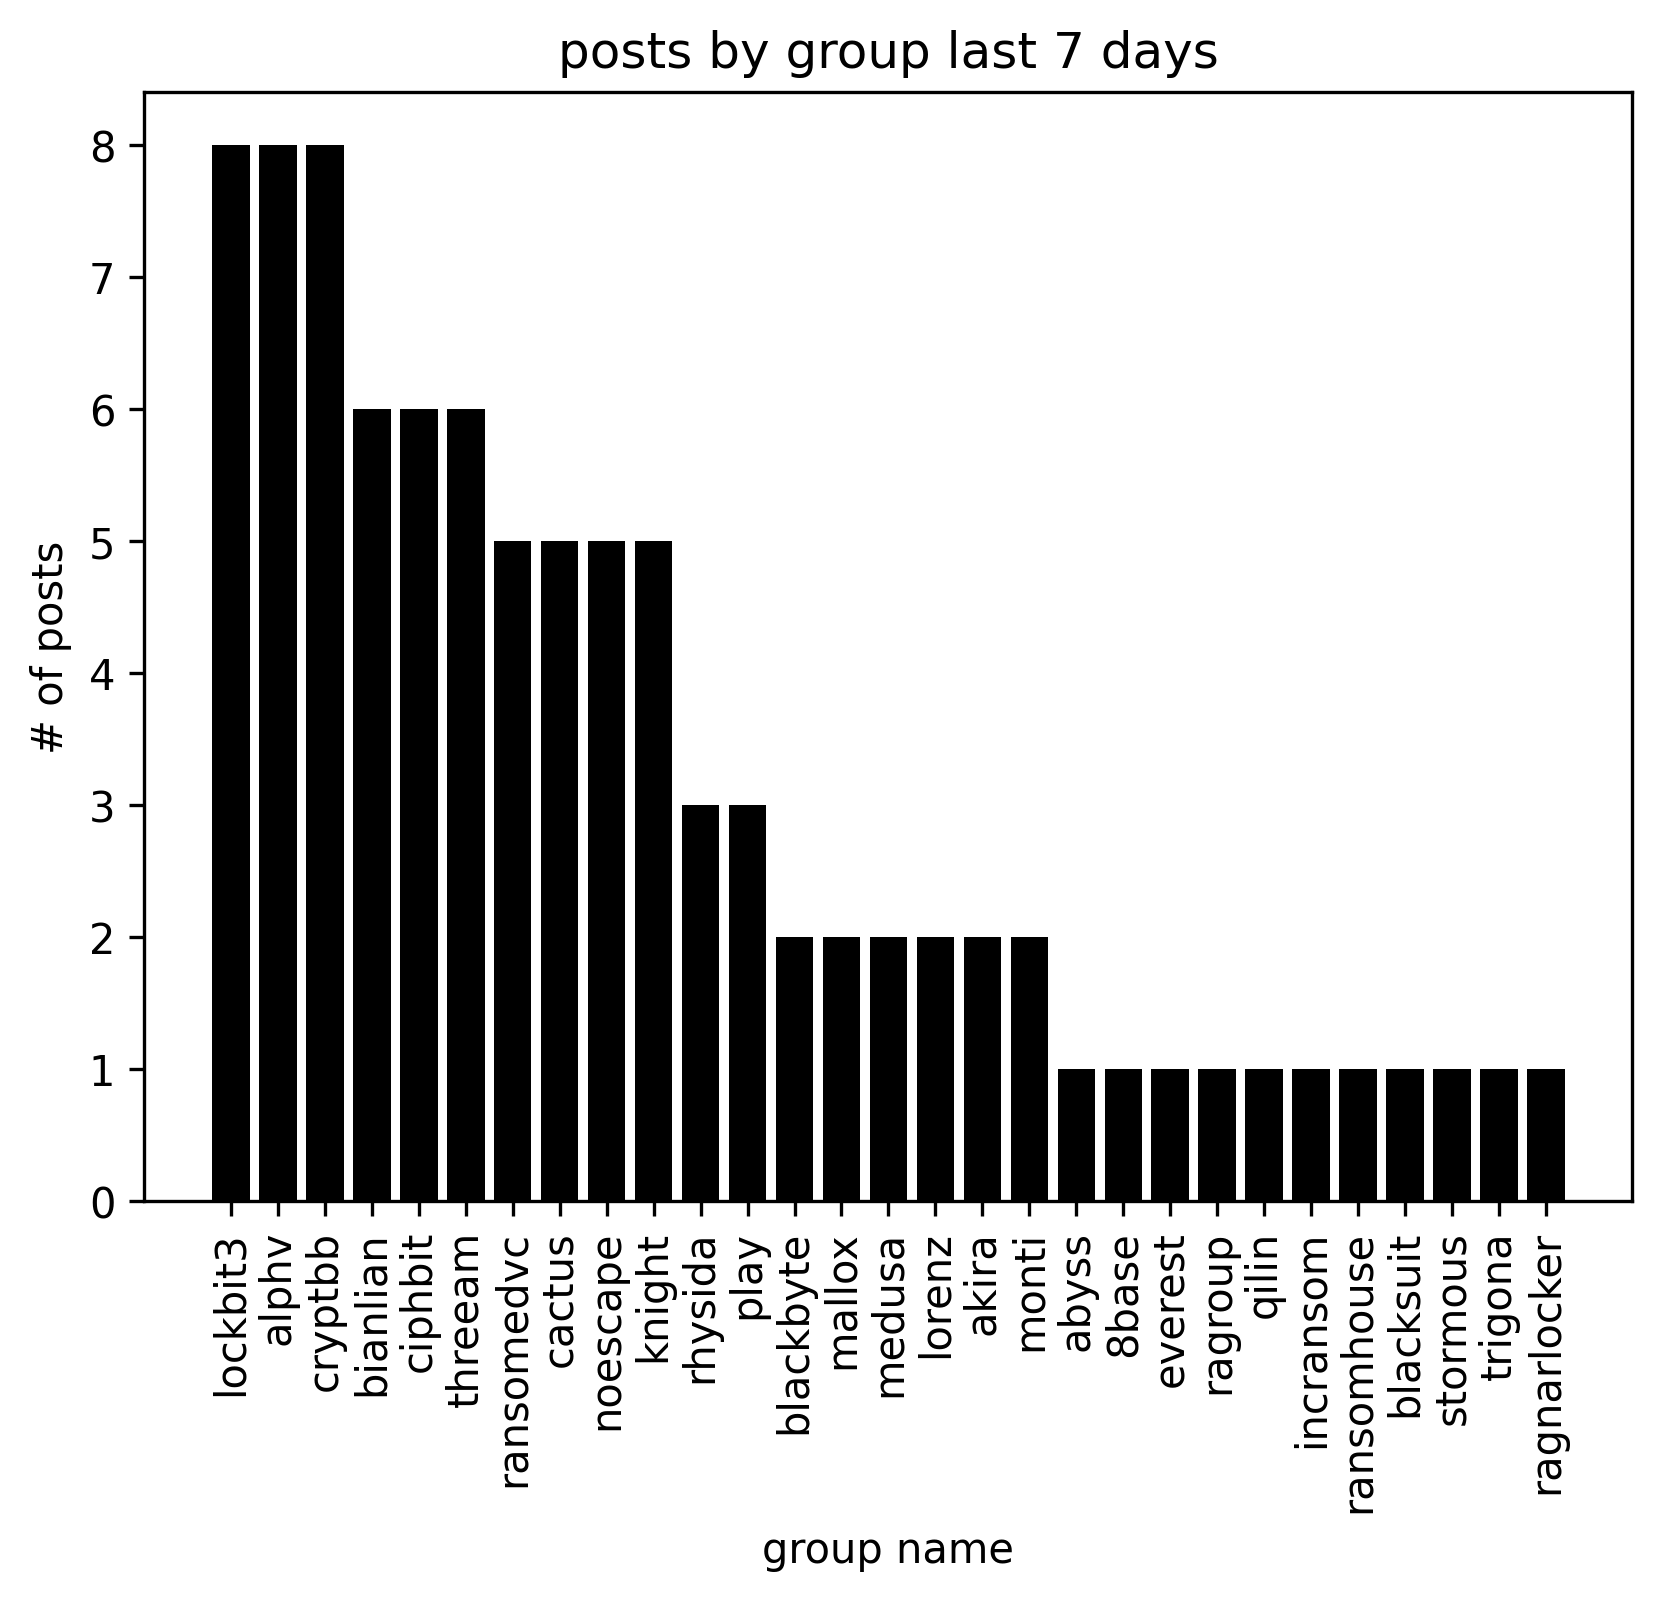 posts by group last 7 days
# of posts
8
7
6
5
4
3
2
1
0
lockbit3
alphv
cryptbb
bianlian
ciphbit
threeam
ransomedvc
cactus
noescape
knight
rhysida
play
blackbyte
mallox
medusa
lorenz
akira
monti
abyss
8base
everest
ragroup
qilin
incransom
ransomhouse
blacksuit
stormous
trigona
ragnarlocker
group name